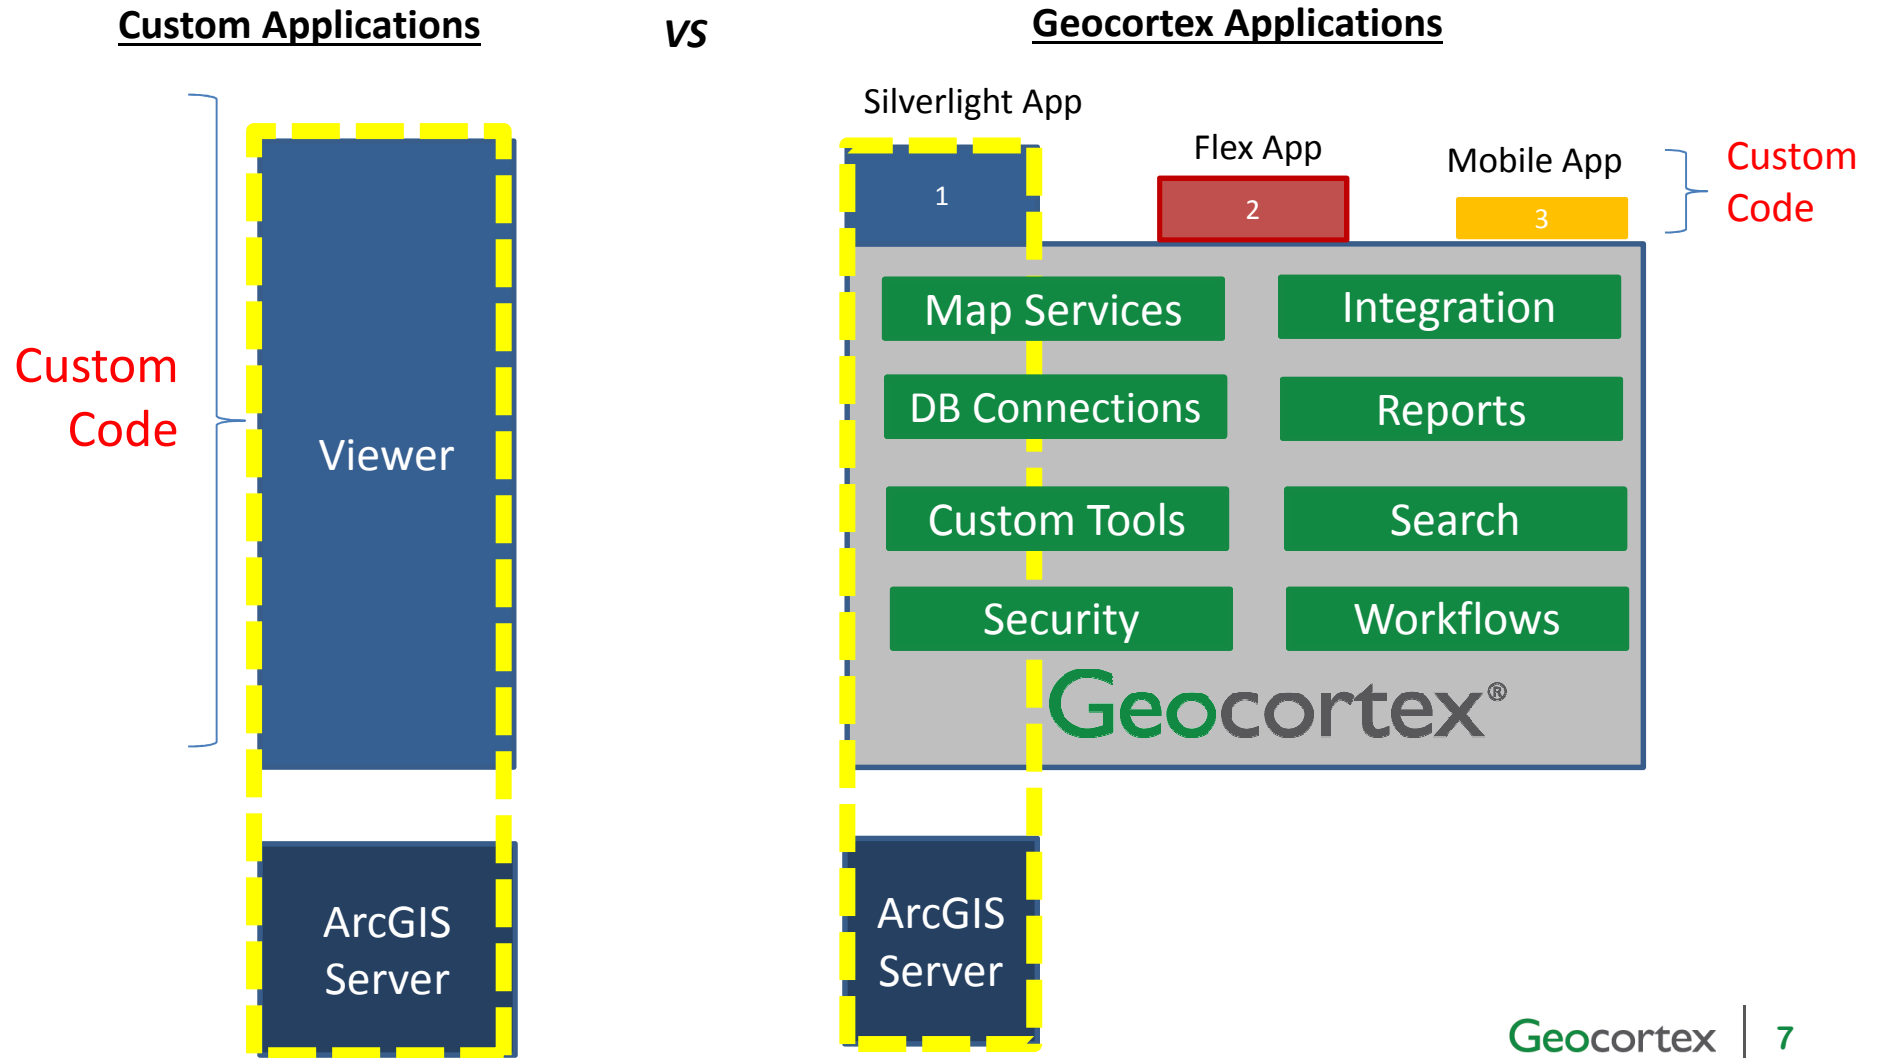 Custom Applications
VS
Geocortex Applications
Custom
Code
Viewer
ArcGIS
Server
Silverlight App
Flex App
Mobile App
Custom
Code
1
2
3
Map Services
Integration
DB Connections
Reports
Custom Tools
Search
Security
Workflows
Geocortex®
ArcGIS
Server
Geocortex
7